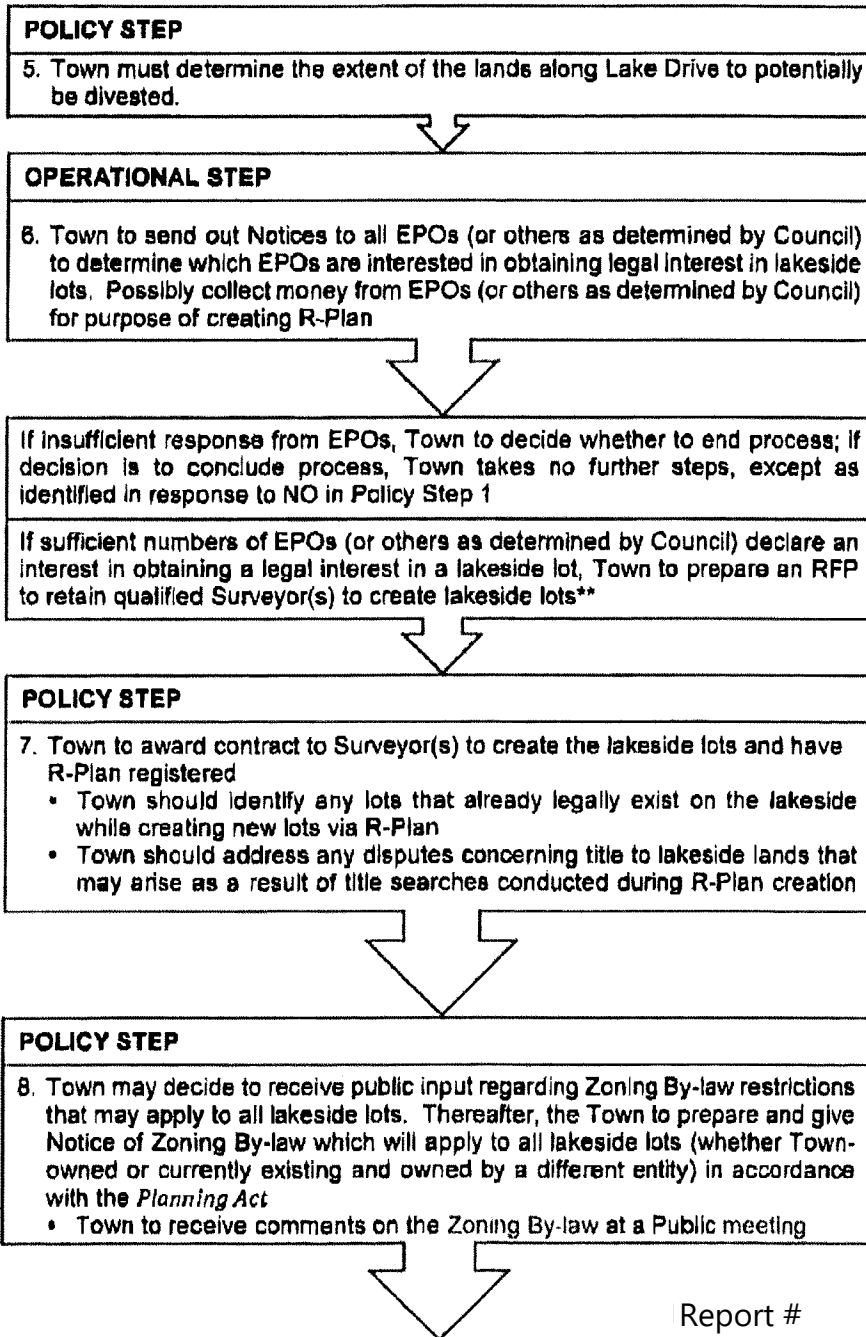 POLICY STEP
5. Town must determine the extent of the lands along Lake Drive to potentially
be divested.
OPERATIONAL STEP
6. Town to send out Notices to all EPOs (or others as determined by Council)
to determine which EPOs are interested in obtaining legal interest in lakeside
lots. Possibly collect money from EPOs (or others as determined by Council)
for purpose of creating R-Plan
If insufficient response from EPOs, Town to decide whether to end process; if
decision is to conclude process, Town takes no further steps, except as
identified in response to NO in Policy Step 1
If sufficient numbers of EPOs (or others as determined by Council) declare an
interest in obtaining a legal interest in a lakeside lot, Town to prepare an RFP
to retain qualified Surveyor(s) to create lakeside lots**
POLICY STEP
7. Town to award contract to Surveyor(s) to create the lakeside lots and have
R-Plan registered
• Town should identify any lots that already legally exist on the lakeside
while creating new lots via R-Plan
• Town should address any disputes concerning title to lakeside lands that
may arise as a result of title searches conducted during R-Plan creation
POLICY STEP
8. Town may decide to receive public input regarding Zoning By-law restrictions
that may apply to all lakeside lots. Thereafter, the Town to prepare and give
Notice of Zoning By-law which will apply to all lakeside lots (whether Town-
owned or currently existing and owned by a different entity) in accordance
with the Planning Act
• Town to receive comments on the Zoning By-law at a Public meeting
Report #